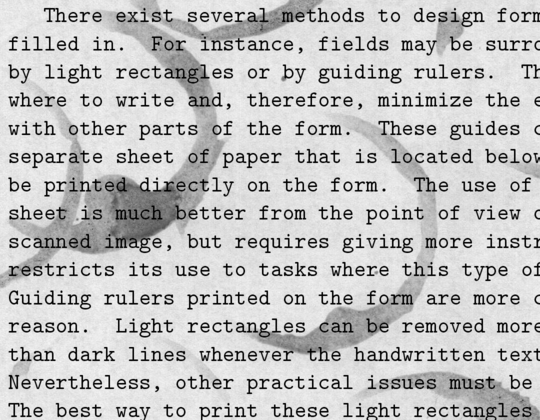 There exist several methods to design
filled in. For instance, fields may be
by light rectangles or by guiding rulers.
where to write and, therefore, minimize the
with other parts of the form. These guides
separate sheet of paper that is located
be printed directly on the form. The use of
sheet is much better from the point of view
scanned image, but requires giving more
restricts its use to tasks where this type of
Guiding rulers printed on the form are more
reason. Light rectangles can be removed more
than dark lines whenever the handwritten text
Nevertheless, other practical issues must be
The best way to print these light rectangles